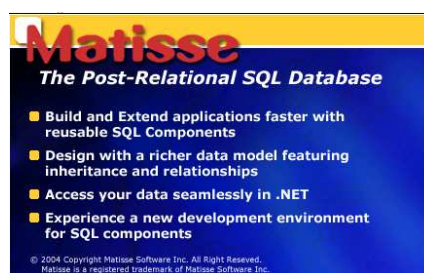 Matisse
The Post-Relational SQL Database
Build and Extend applications faster with
reusable SQL Components
Design with a richer data model featuring
inheritance and relationships
Access your data seamlessly in .NET
Experience a new development environment
for SQL components
© 2004 Copyright Matisse Software Inc. All Right Reseved.
Matisse is a registered trademark of Matisse Software Inc.